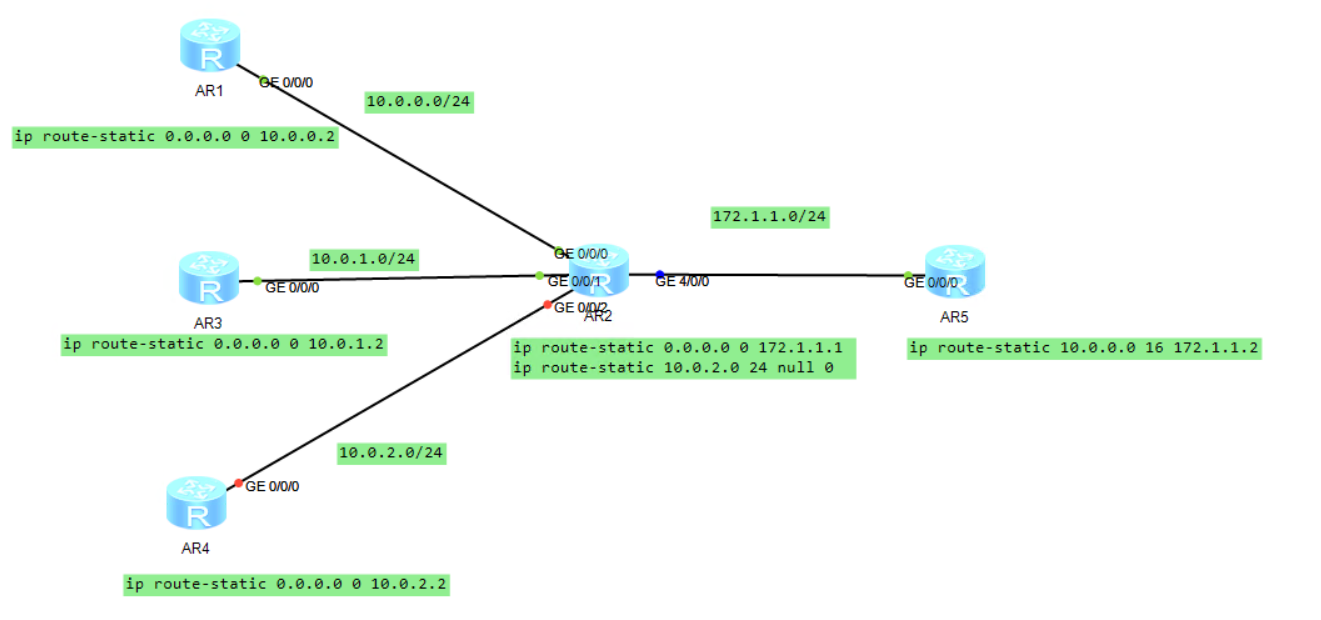 GE 0/0/0
AR1
10.0.0.0/24
ip route-static 0.0.0.0 0 10.0.0.2
172.1.1.0/24
10.0.1.0/24
GE 0/0/0
GE 0/0/0
GE 0/0/1
GE 4/0/0
GE 0/0/0
GE 0/0/2
AR3
AR2
AR5
ip route-static 0.0.0.0 0 10.0.1.2
ip route-static 0.0.0.0 0 172.1.1.1
ip route-static 10.0.2.0 24 null 0
ip route-static 10.0.0.0 16 172.1.1.2
10.0.2.0/24
GE 0/0/0
AR4
ip route-static 0.0.0.0 0 10.0.2.2
R
R
R
R
R